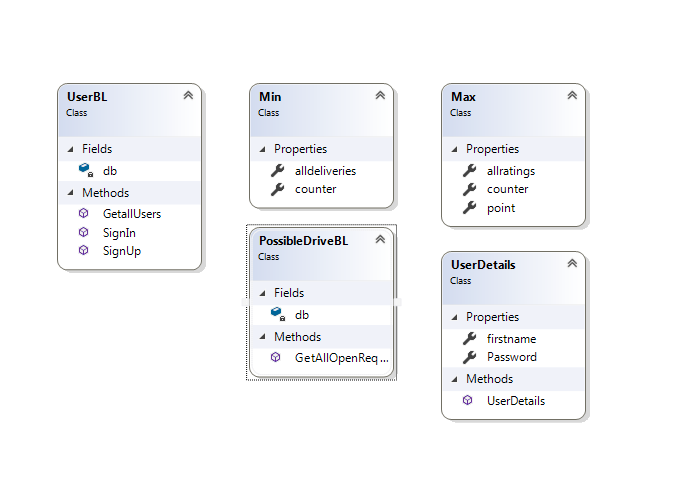 UserBL
Class
Fields
db
Methods
GetallUsers
SignIn
SignUp
Min
Class
Properties
alldeliveries
counter
Max
Class
Properties
allratings
counter
point
PossibleDriveBL
Class
Fields
db
Methods
GetAllOpenReq ...
UserDetails
Class
Properties
firstname
Password
Methods
UserDetails